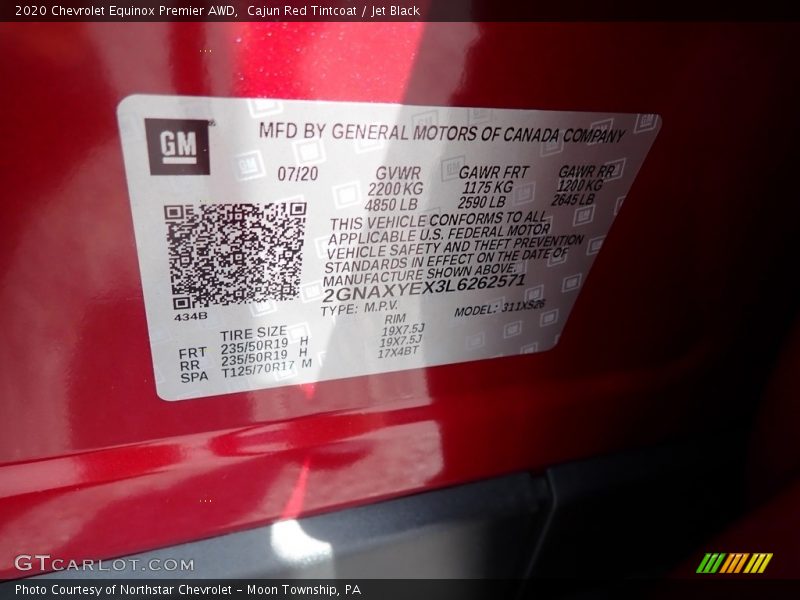 2020 Chevrolet Equinox Premier AWD,  Cajun Red Tintcoat / Jet Black
GM
MFD BY GENERAL MOTORS OF CANADA COMPANY
07/20 GVWR GAWR FRT GAWR RR
2200 KG 1175 KG 1200 KG
4850 LB 2590 LB 2645 LB
THIS VEHICLE CONFORMS TO ALL
APPLICABLE U.S. FEDERAL MOTOR
VEHICLE SAFETY AND THEFT PREVENTION
STANDARDS IN EFFECT ON THE DATE OF
MANUFACTURE SHOWN ABOVE.
2GNAXYEX3L6262571
434B
TYPE: M.P.V. MODEL: 311XS26
TIRE SIZE RIM
FRT 235/50R19 H 19X7.5J
RR 235/50R19 H 19X7.5J
SPA T125/70R17 M 17X4BT
GTCARLOT.COM
Photo Courtesy of Northstar Chevrolet - Moon Township, PA